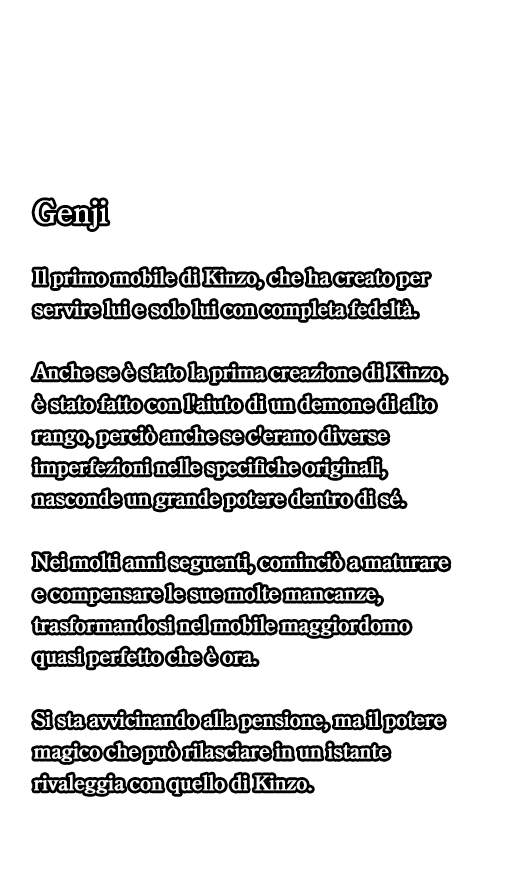 Genji
Il primo mobile di Kinzo, che ha creato per
servire lui e solo lui con completa fedeltà.
Anche se è stato la prima creazione di Kinzo,
è stato fatto con l'aiuto di un demone di alto
rango, perciò anche se c'erano diverse
imperfezioni nelle specifiche originali,
nasconde un grande potere dentro di sé.
Nei molti anni seguenti, cominciò a maturare
e compensare le sue molte mancanze,
trasformandosi nel mobile maggiordomo
quasi perfetto che è ora.
Si sta avvicinando alla pensione, ma il potere
magico che può rilasciare in un istante
rivaleggia con quello di Kinzo.